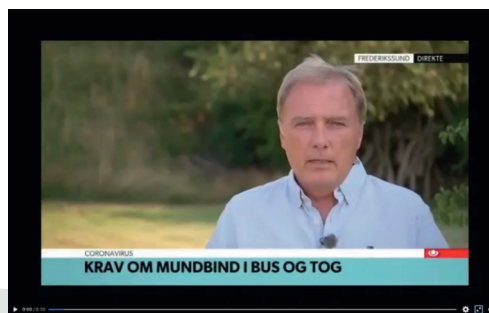 FREDERIKSSUND DIREKTE
CORONAVIRUS
KRAV OM MUNDBIND I BUS OG TOG